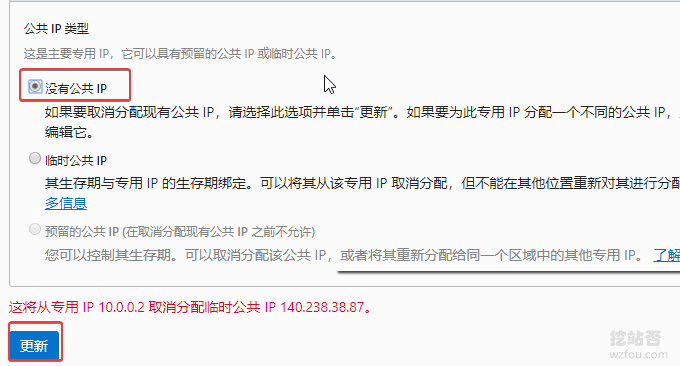 公共 IP 类型
这是主要专用 IP，它可以具有预留的公共 IP 或临时公共 IP。
没有公共 IP
如果要取消分配现有公共 IP，请选择此选项并单击“更新”。如果要为此专用 IP 分配一个不同的公共 IP，
编辑它。
临时公共 IP
其生存期与专用 IP 的生存期绑定。可以将其从该专用 IP 取消分配，但不能在其他位置重新对其进行分配
多信息
预留的公共 IP (在取消分配现有公共 IP 之前不允许)
您可以控制其生存期。可以取消分配该公共 IP，或者将其重新分配给同一个区域中的其他专用 IP。 了解
这将从专用 IP 10.0.0.2 取消分配临时公共 IP 140.238.38.87。
更新
挖站否
wzfou.com